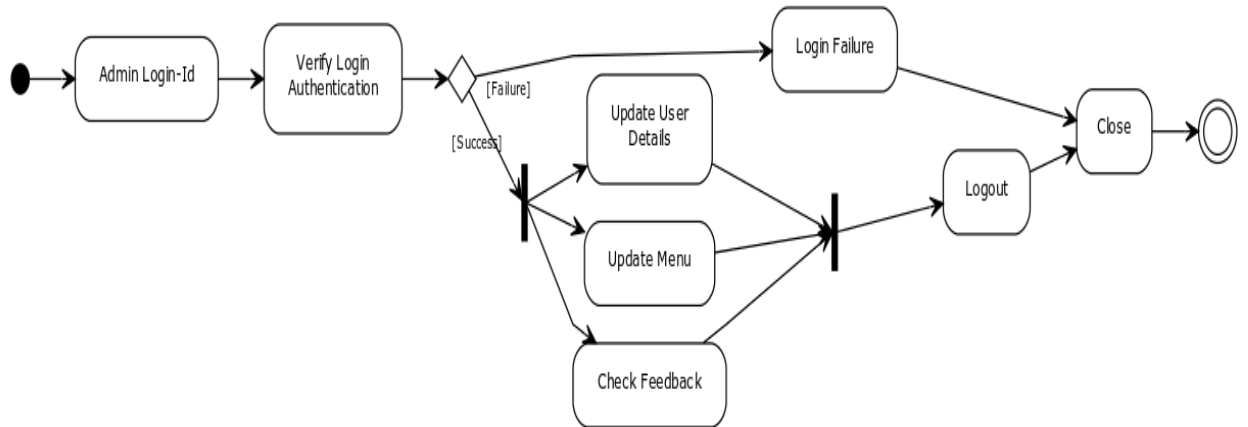 Admin Login-Id
Verify Login
Authentication
[Failure]
[Success]
Login Failure
Update User
Details
Update Menu
Check Feedback
Logout
Close